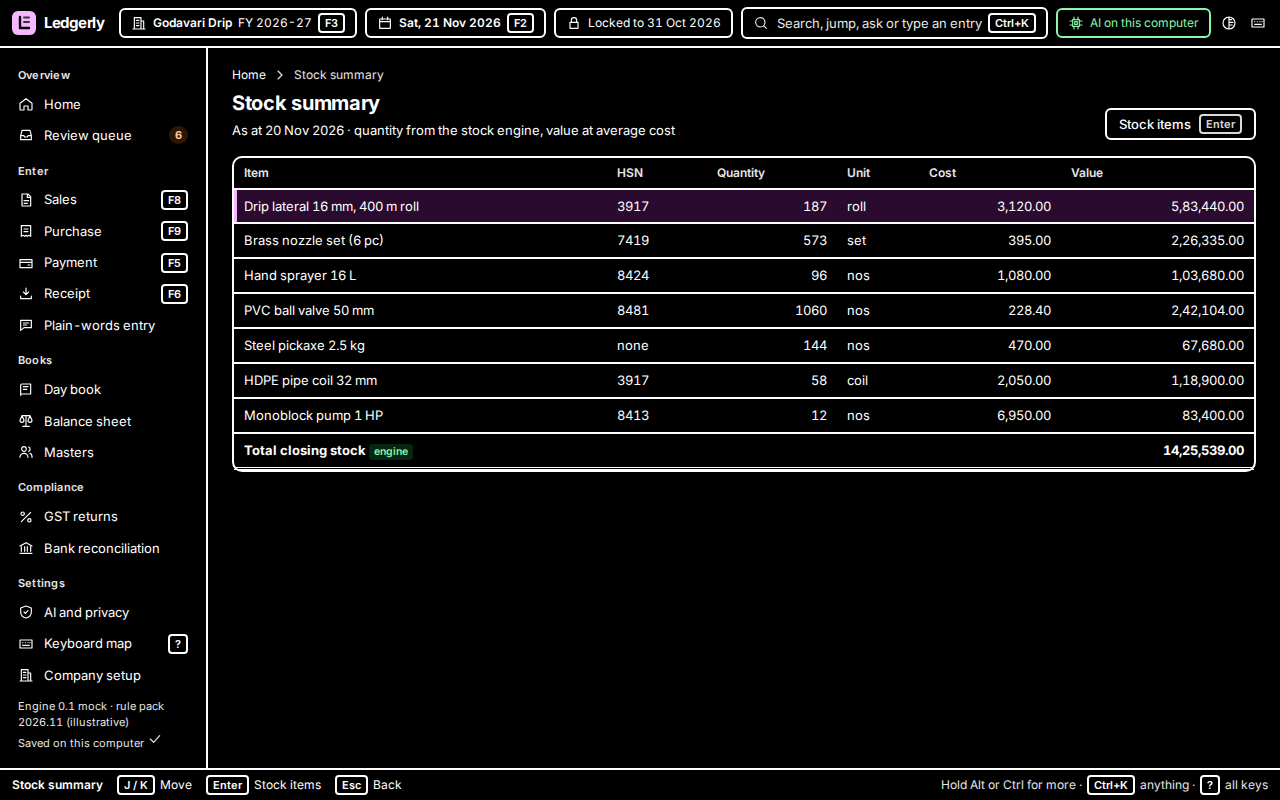 Ledgerly
Godavari Drip FY 2026-27 F3
Sat, 21 Nov 2026 F2
Locked to 31 Oct 2026
Search, jump, ask or type an entry Ctrl+K
AI on this computer
Overview
Home
Review queue 6
Enter
Sales F8
Purchase F9
Payment F5
Receipt F6
Plain-words entry
Books
Day book
Balance sheet
Masters
Compliance
GST returns
Bank reconciliation
Settings
AI and privacy
Keyboard map ?
Company setup
Engine 0.1 mock · rule pack
2026.11 (illustrative)
Saved on this computer
Home > Stock summary
Stock summary
As at 20 Nov 2026 · quantity from the stock engine, value at average cost
Stock items Enter
Item HSN Quantity Unit Cost Value
Drip lateral 16 mm, 400 m roll 3917 187 roll 3,120.00 5,83,440.00
Brass nozzle set (6 pc) 7419 573 set 395.00 2,26,335.00
Hand sprayer 16 L 8424 96 nos 1,080.00 1,03,680.00
PVC ball valve 50 mm 8481 1060 nos 228.40 2,42,104.00
Steel pickaxe 2.5 kg none 144 nos 470.00 67,680.00
HDPE pipe coil 32 mm 3917 58 coil 2,050.00 1,18,900.00
Monoblock pump 1 HP 8413 12 nos 6,950.00 83,400.00
Total closing stock engine 14,25,539.00
Stock summary J / K Move Enter Stock items Esc Back
Hold Alt or Ctrl for more · Ctrl+K anything · ? all keys